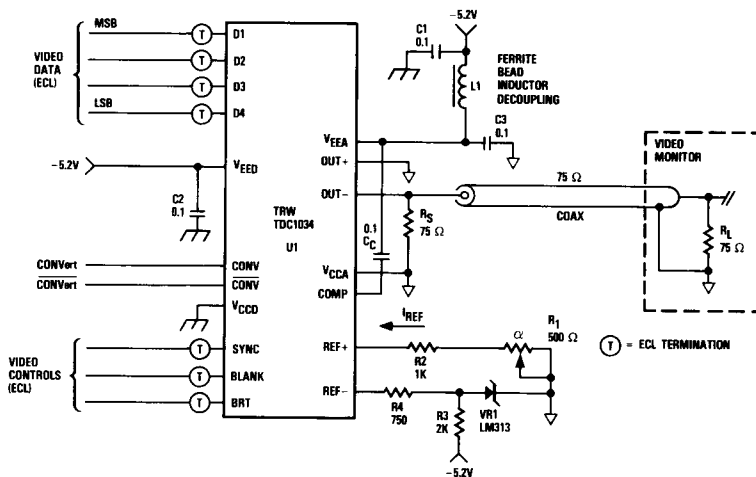 MSB
VIDEO
DATA
(ECL)
LSB
T
T
T
T
D1
D2
D3
D4
-5.2V
C1
0.1
L1
FERRITE
BEAD
INDUCTOR
DECOUPLING
VEEA
C3
0.1
OUT+
-5.2V
VEED
C2
0.1
OUT-
75 Ω
COAX
VIDEO
MONITOR
RL
75 Ω
TRW
TDC1034
U1
0.1
CC
RS
75 Ω
VCCA
COMP
CONVert
CONVert
CONV
CONV
VCCD
IREF
R1
500 Ω
α
T = ECL TERMINATION
VIDEO
CONTROLS
(ECL)
T
T
T
SYNC
BLANK
BRT
REF+
R2
1K
REF-
R4
750
R3
2K
VR1
LM313
-5.2V